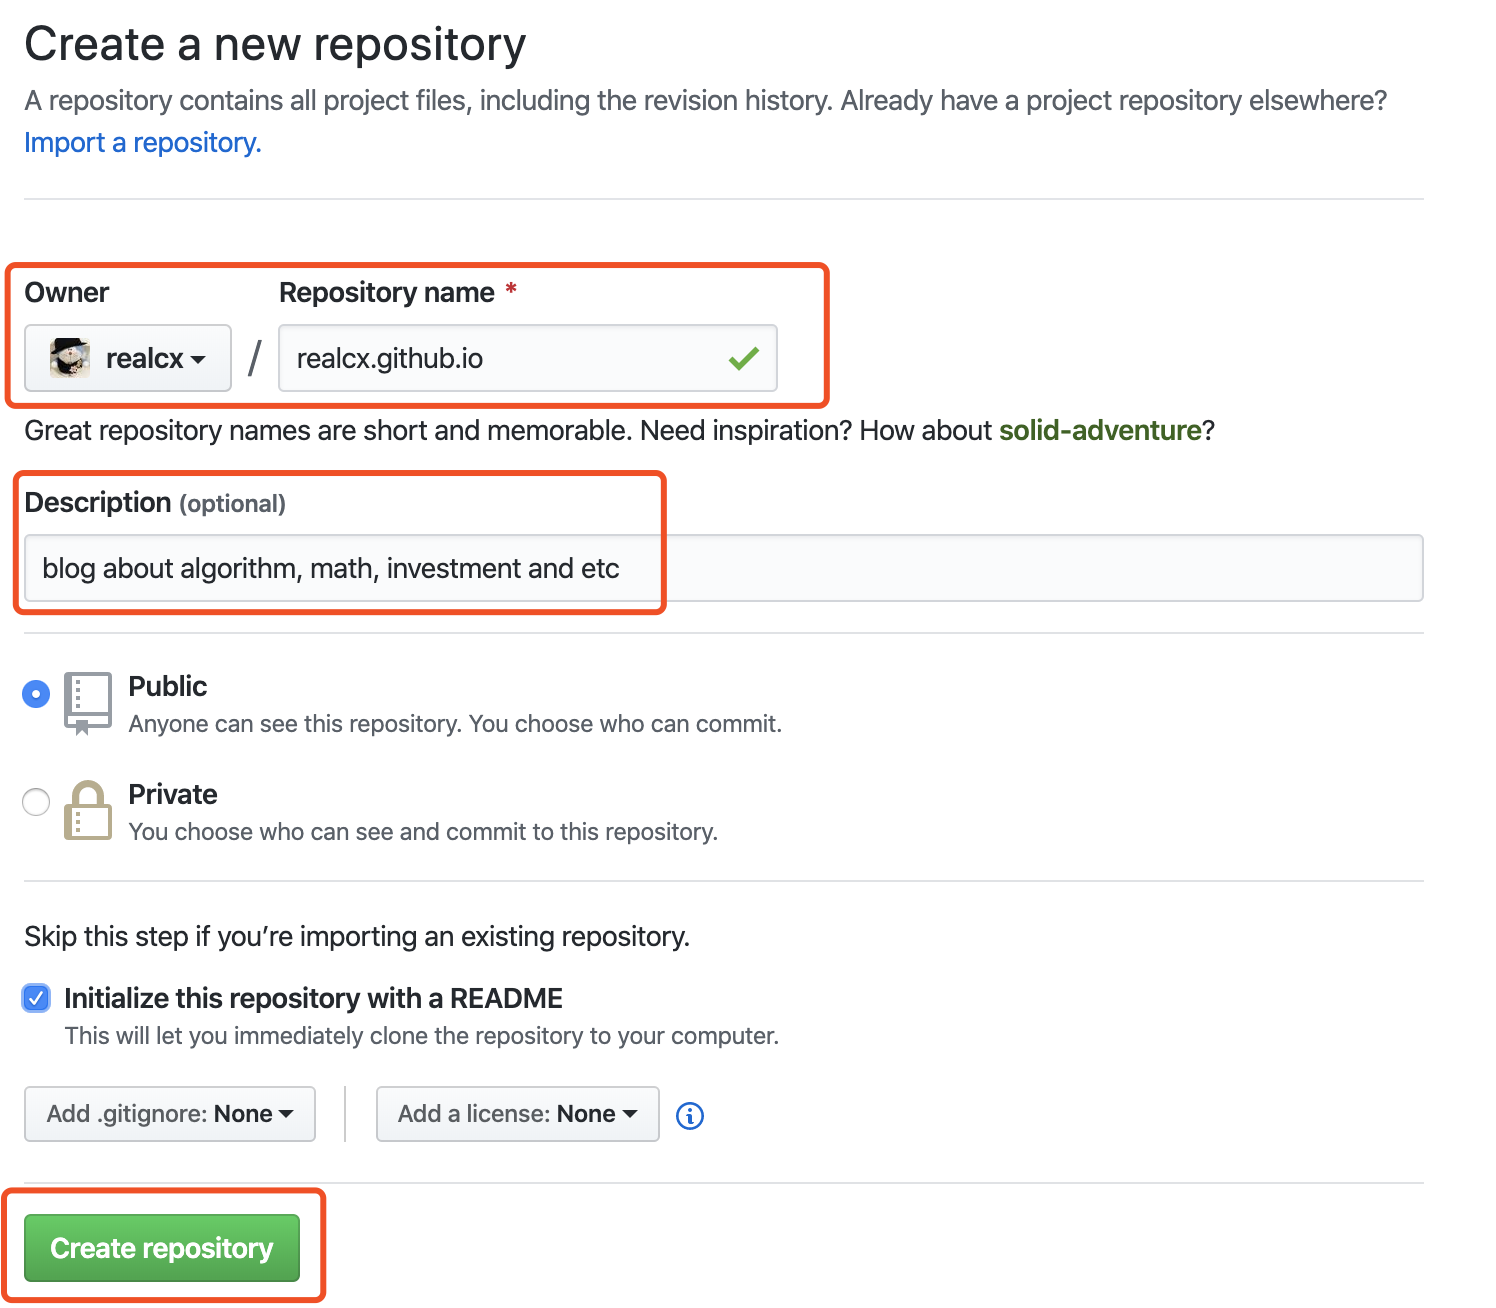 Create a new repository
A repository contains all project files, including the revision history. Already have a project repository elsewhere?
Import a repository.
Owner Repository name *
realcx / realcx.github.io
Great repository names are short and memorable. Need inspiration? How about solid-adventure?
Description (optional)
blog about algorithm, math, investment and etc
Public
Anyone can see this repository. You choose who can commit.
Private
You choose who can see and commit to this repository.
Skip this step if you’re importing an existing repository.
Initialize this repository with a README
This will let you immediately clone the repository to your computer.
Add .gitignore: None Add a license: None
Create repository